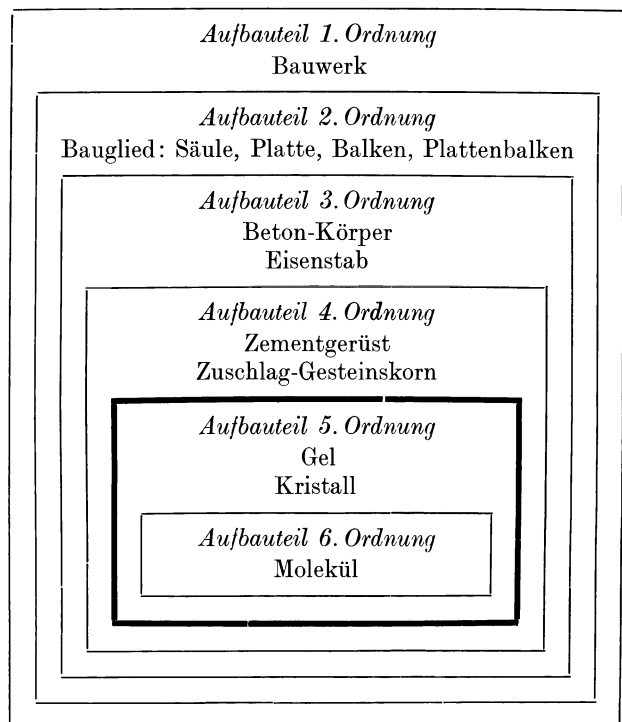 Aufbauteil 1. Ordnung
Bauwerk
Aufbauteil 2. Ordnung
Bauglied: Säule, Platte, Balken, Plattenbalken
Aufbauteil 3. Ordnung
Beton-Körper
Eisenstab
Aufbauteil 4. Ordnung
Zementgerüst
Zuschlag-Gesteinskorn
Aufbauteil 5. Ordnung
Gel
Kristall
Aufbauteil 6. Ordnung
Molekül